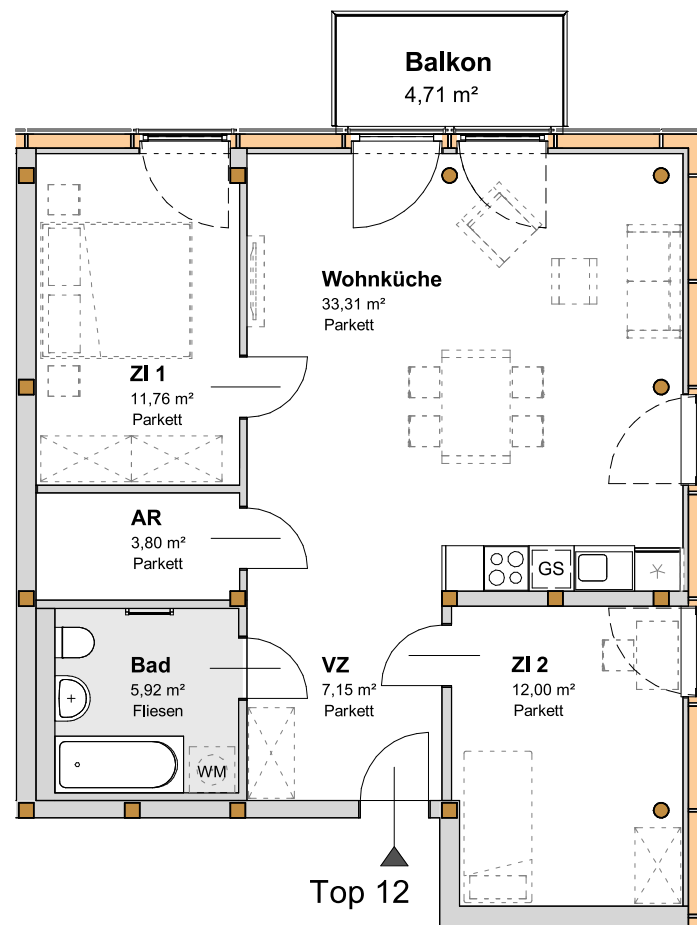 Balkon
4,71 m²
Wohnküche
33,31 m²
Parkett
ZI 1
11,76 m²
Parkett
AR
3,80 m²
Parkett
GS
Bad
5,92 m²
Fliesen
VZ
7,15 m²
Parkett
ZI 2
12,00 m²
Parkett
WM
Top 12